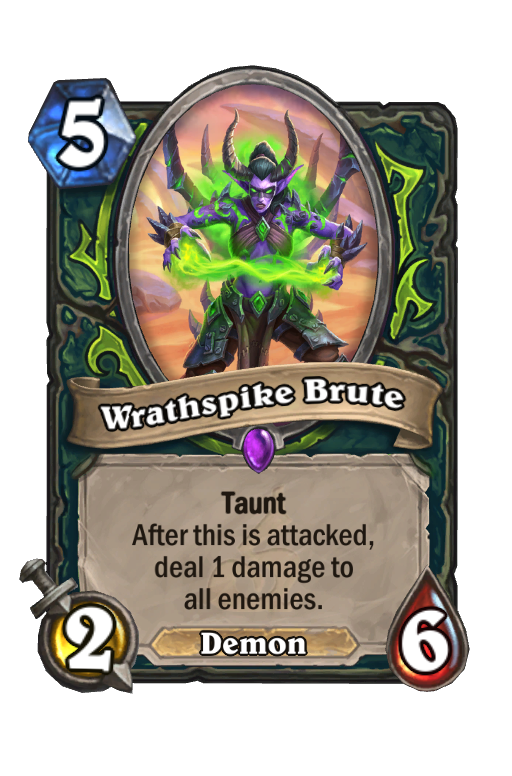 5
Wrathspike Brute
Taunt
After this is attacked,
deal 1 damage to
all enemies.
2
Demon
6